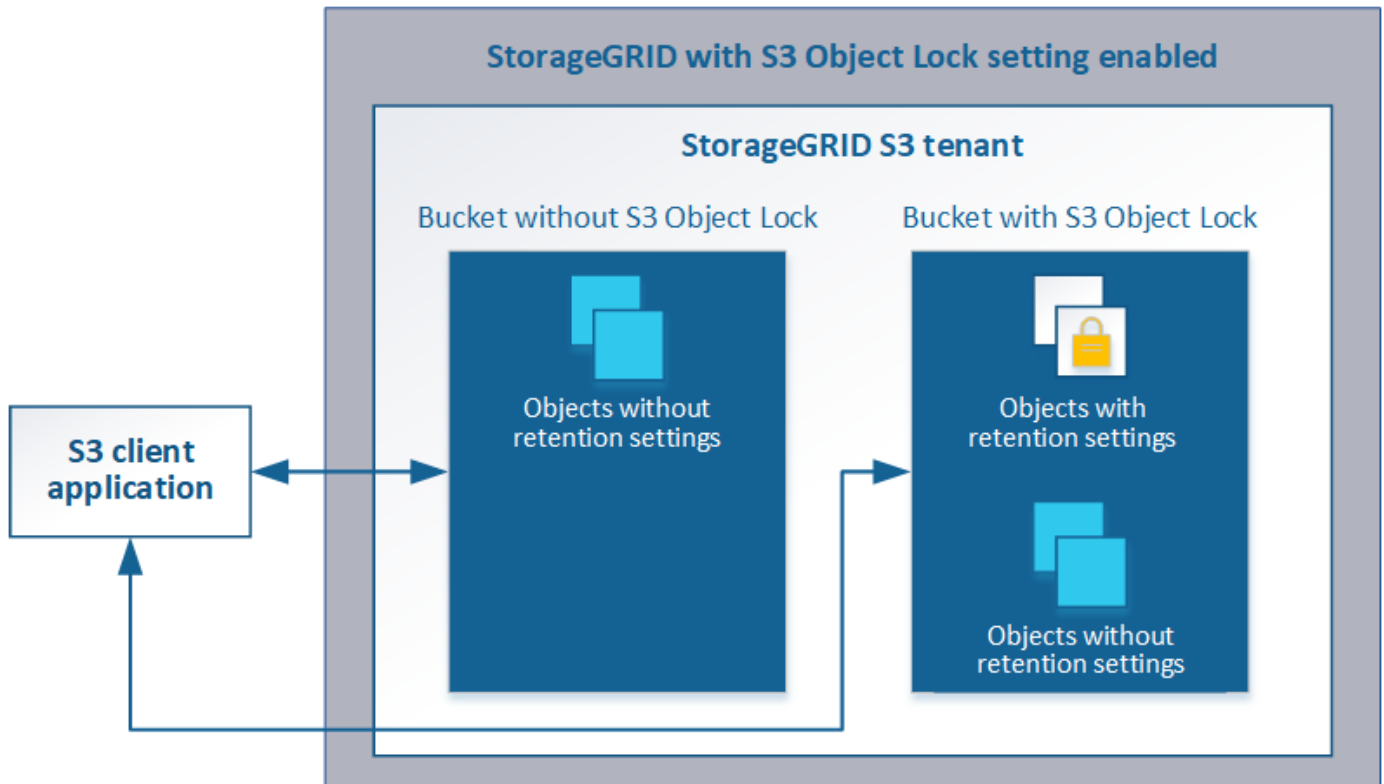 StorageGRID with S3 Object Lock setting enabled
StorageGRID S3 tenant
Bucket without S3 Object Lock
Bucket with S3 Object Lock
Objects without
retention settings
Objects with
retention settings
S3 client
application
Objects without
retention settings